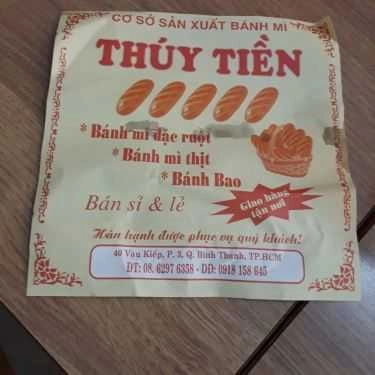 CƠ SỞ SẢN XUẤT BÁNH MÌ
THÚY TIỀN
* Bánh mì đặc ruột
* Bánh mì thịt
* Bánh Bao
Bán sỉ & lẻ
Giao hàng
tận nơi
Hân hạnh được phục vụ quý khách!
40 Vạn Kiếp, P. 3, Q. Bình Thạnh, TP.HCM
ĐT: 08. 6297 6358 - DĐ: 0918 158 645